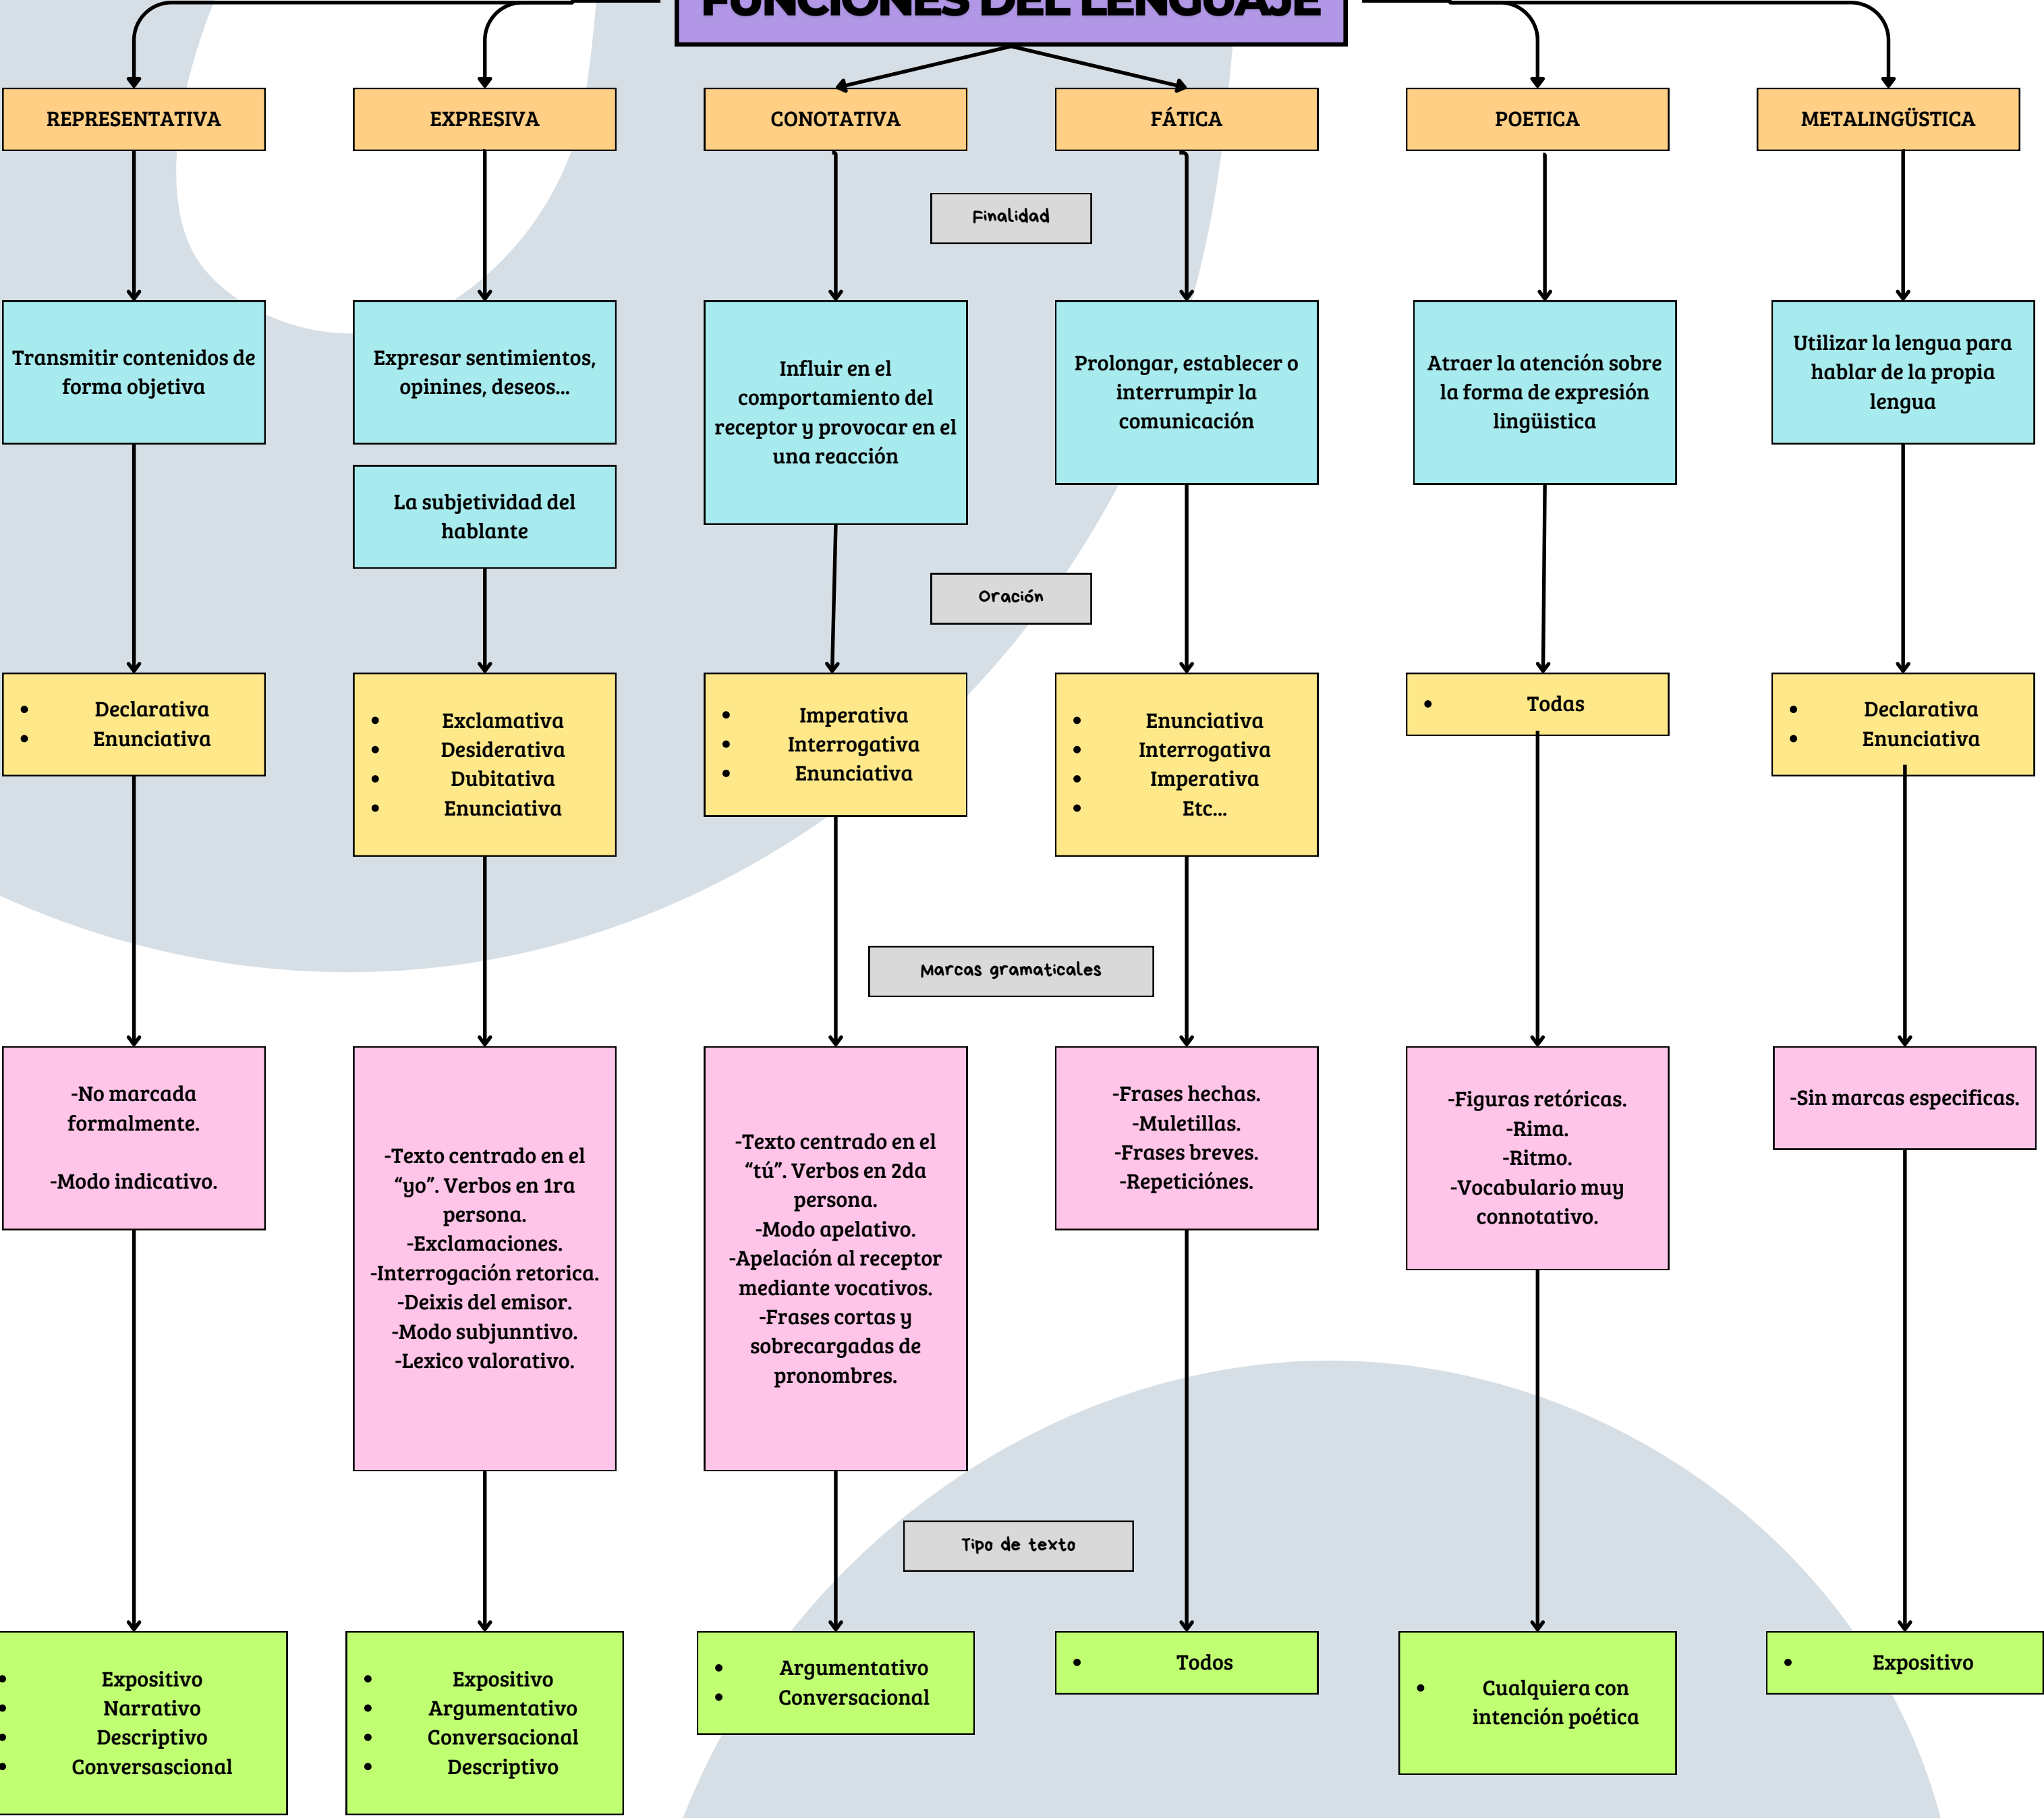 FUNCIONES DEL LENGUAJE
REPRESENTATIVA
EXPRESIVA
CONOTATIVA
FÁTICA
POETICA
METALINGÜSTICA
Finalidad
Transmitir contenidos de
forma objetiva
Expresar sentimientos,
opinines, deseos...
La subjetividad del
hablante
Influir en el
comportamiento del
receptor y provocar en el
una reacción
Prolongar, establecer o
interrumpir la
comunicación
Atraer la atención sobre
la forma de expresión
lingüistica
Utilizar la lengua para
hablar de la propia
lengua
Oración
• Declarativa
• Enunciativa
• Exclamativa
• Desiderativa
• Dubitativa
• Enunciativa
• Imperativa
• Interrogativa
• Enunciativa
• Enunciativa
• Interrogativa
• Imperativa
• Etc...
• Todas
• Declarativa
• Enunciativa
Marcas gramaticales
-No marcada
formalmente.
-Modo indicativo.
-Texto centrado en el
“yo”. Verbos en 1ra
persona.
-Exclamaciones.
-Interrogación retorica.
-Deixis del emisor.
-Modo subjunntivo.
-Lexico valorativo.
-Texto centrado en el
“tú”. Verbos en 2da
persona.
-Modo apelativo.
-Apelación al receptor
mediante vocativos.
-Frases cortas y
sobrecargadas de
pronombres.
-Frases hechas.
-Muletillas.
-Frases breves.
-Repeticiónes.
-Figuras retóricas.
-Rima.
-Ritmo.
-Vocabulario muy
connotativo.
-Sin marcas especificas.
Tipo de texto
• Expositivo
• Narrativo
• Descriptivo
• Conversascional
• Expositivo
• Argumentativo
• Conversacional
• Descriptivo
• Argumentativo
• Conversacional
• Todos
• Cualquiera con
intención poética
• Expositivo